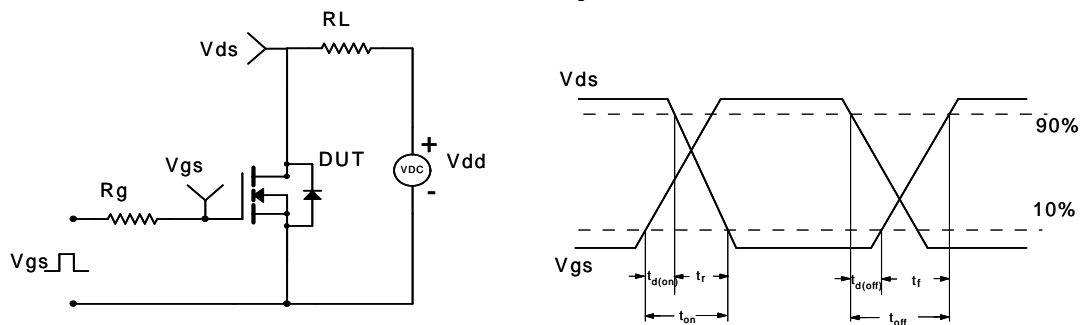 RL
Vds
Vgs
DUT
Rg
VDC
+
-
Vdd
Vgs
Vds
90%
10%
Vgs
td(on)
tr
ton
td(off)
tf
toff